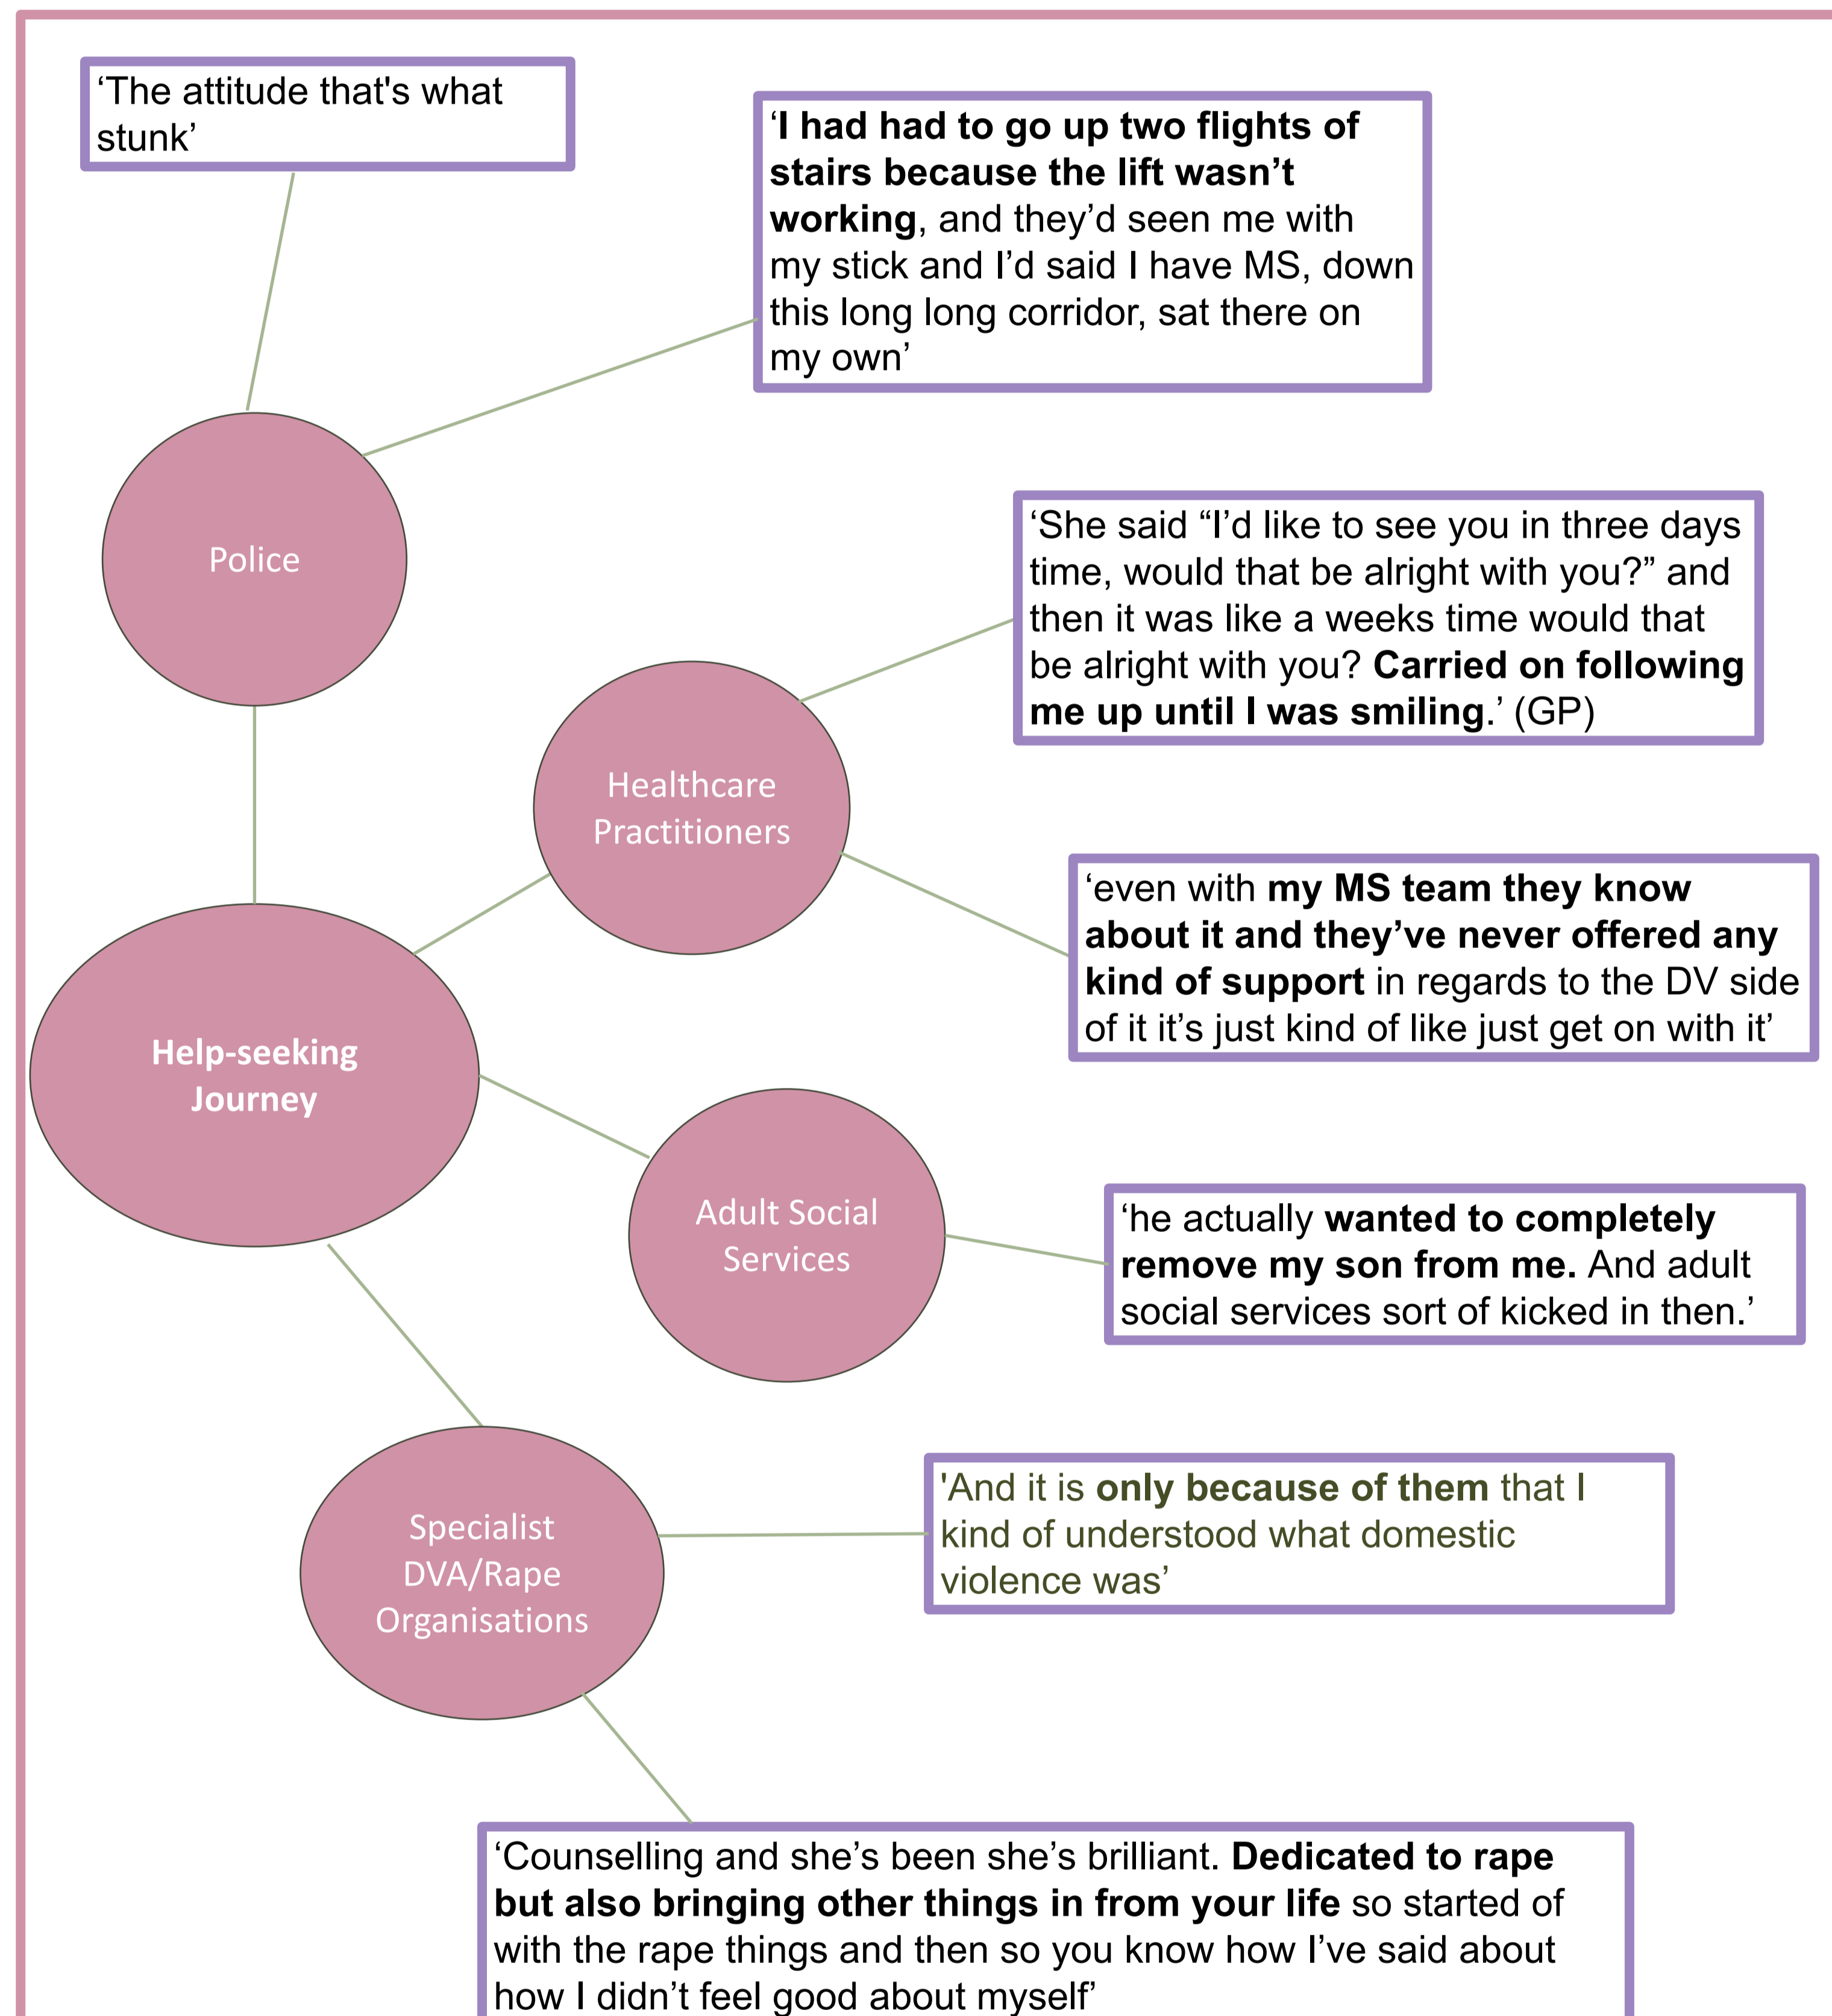 ‘The attitude that's what
stunk’
‘I had had to go up two flights of
stairs because the lift wasn’t
working, and they’d seen me with
my stick and I’d said I have MS, down
this long long corridor, sat there on
my own’
Police
‘She said “I’d like to see you in three days
time, would that be alright with you?” and
then it was like a weeks time would that
be alright with you? Carried on following
me up until I was smiling.’ (GP)
Healthcare
Practitioners
‘even with my MS team they know
about it and they’ve never offered any
kind of support in regards to the DV side
of it it’s just kind of like just get on with it’
Help-seeking
Journey
Adult Social
Services
‘he actually wanted to completely
remove my son from me. And adult
social services sort of kicked in then.’
Specialist
DVA/Rape
Organisations
'And it is only because of them that I
kind of understood what domestic
violence was’
‘Counselling and she’s been she’s brilliant. Dedicated to rape
but also bringing other things in from your life so started of
with the rape things and then so you know how I’ve said about
how I didn’t feel good about myself’